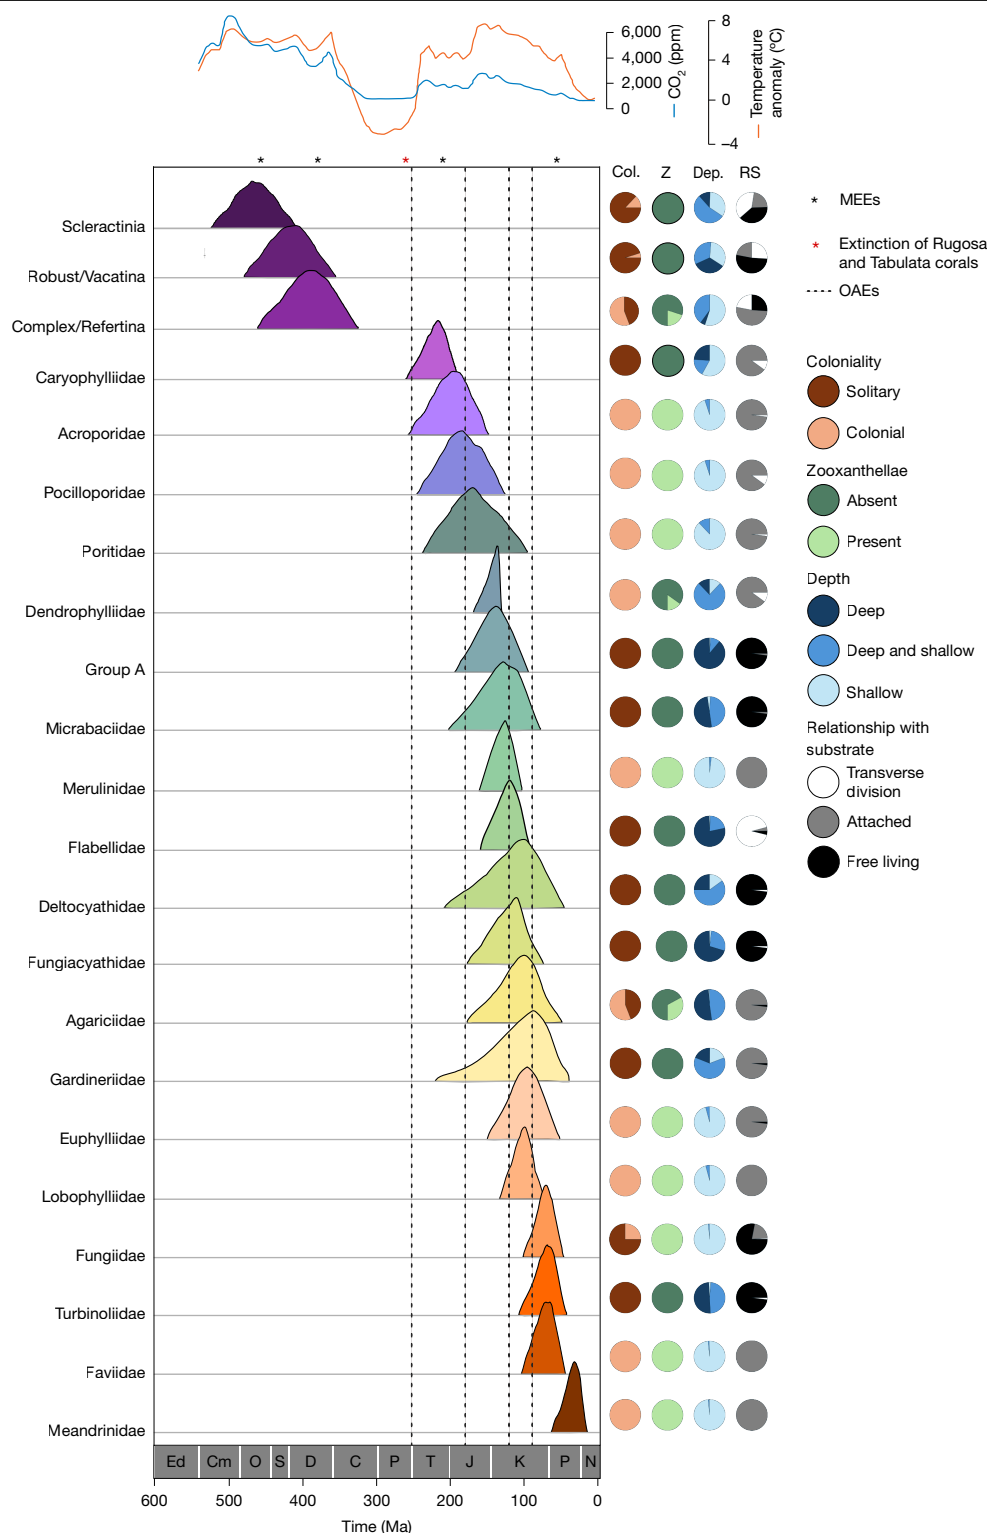 6,000
4,000
2,000
0
CO2 (ppm)
8
4
0
−4
Temperature
anomaly (ºC)
* * * * *
Col. Z Dep. RS
Scleractinia
Robust/Vacatina
Complex/Refertina
Caryophylliidae
Acroporidae
Pocilloporidae
Poritidae
Dendrophylliidae
Group A
Micrabaciidae
Merulinidae
Flabellidae
Deltocyathidae
Fungiacyathidae
Agariciidae
Gardineriidae
Euphylliidae
Lobophylliidae
Fungiidae
Turbinoliidae
Faviidae
Meandrinidae
Ed Cm O S D C P T J K P N
600 500 400 300 200 100 0
Time (Ma)
* MEEs
* Extinction of Rugosa
and Tabulata corals
OAEs
Coloniality
Solitary
Colonial
Zooxanthellae
Absent
Present
Depth
Deep
Deep and shallow
Shallow
Relationship with
substrate
Transverse
division
Attached
Free living